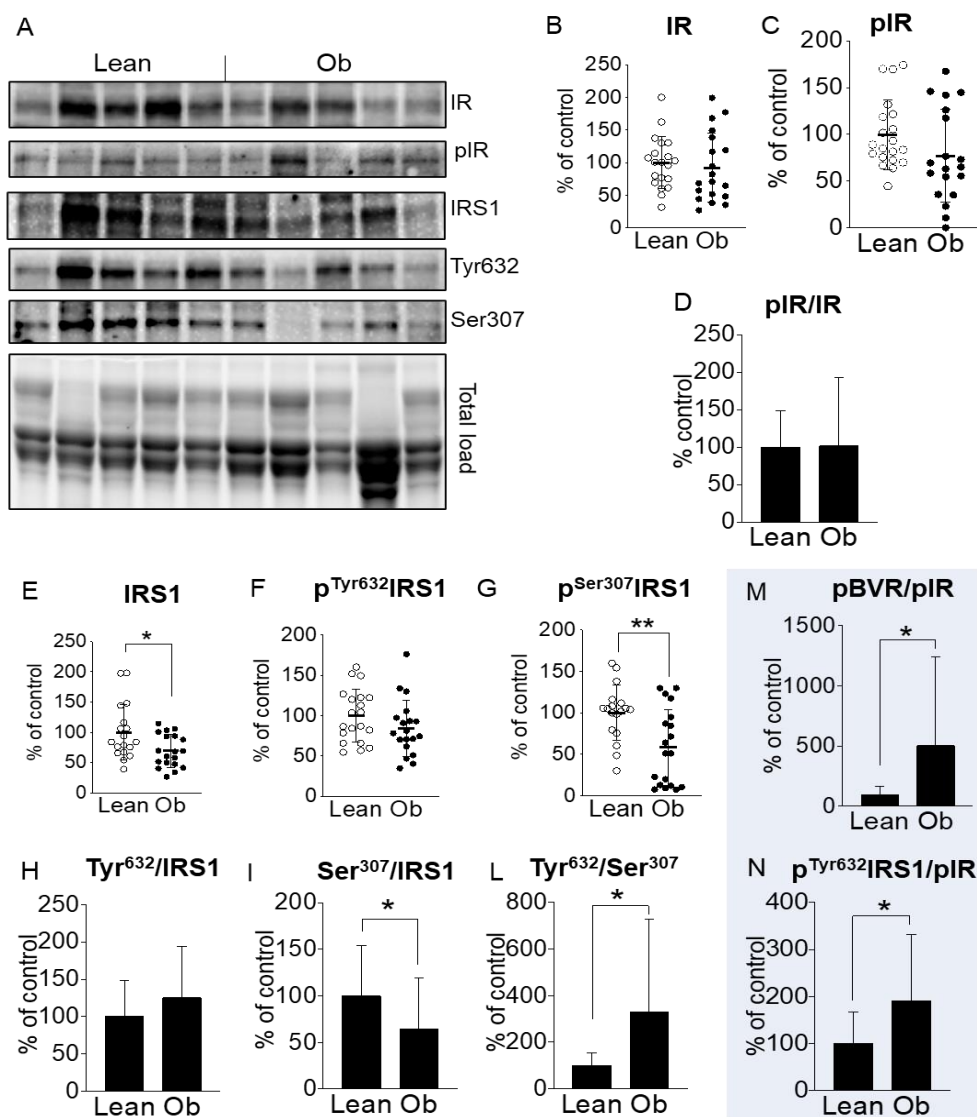 A
Lean
Ob
IR
pIR
IRS1
Tyr632
Ser307
Total load
B
IR
% of control
250
200
150
100
50
0
Lean Ob
C
pIR
% of control
200
150
100
50
0
Lean Ob
D
pIR/IR
% of control
250
200
150
100
50
0
Lean Ob
E
IRS1
*
% of control
250
200
150
100
50
0
Lean Ob
F
pTyr632IRS1
% of control
200
150
100
50
0
Lean Ob
G
pSer307IRS1
**
% of control
200
150
100
50
0
Lean Ob
M
pBVR/pIR
*
% of control
1500
1000
500
0
Lean Ob
H
Tyr632/IRS1
% of control
250
200
150
100
50
0
Lean Ob
I
Ser307/IRS1
*
% of control
200
150
100
50
0
Lean Ob
L
Tyr632/Ser307
*
% of control
800
600
400
200
0
Lean Ob
N
pTyr632IRS1/pIR
*
% of control
400
300
200
100
0
Lean Ob